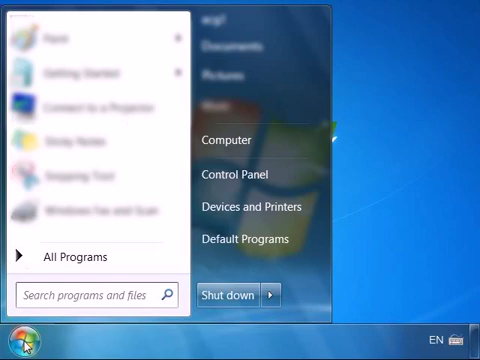 Documents
Pictures
Getting Started
Connect to a Projector
Sticky Notes
Computer
Snipping Tool
Control Panel
Windows Fax and Scan
Devices and Printers
Default Programs
All Programs
Search programs and files
Shut down
EN